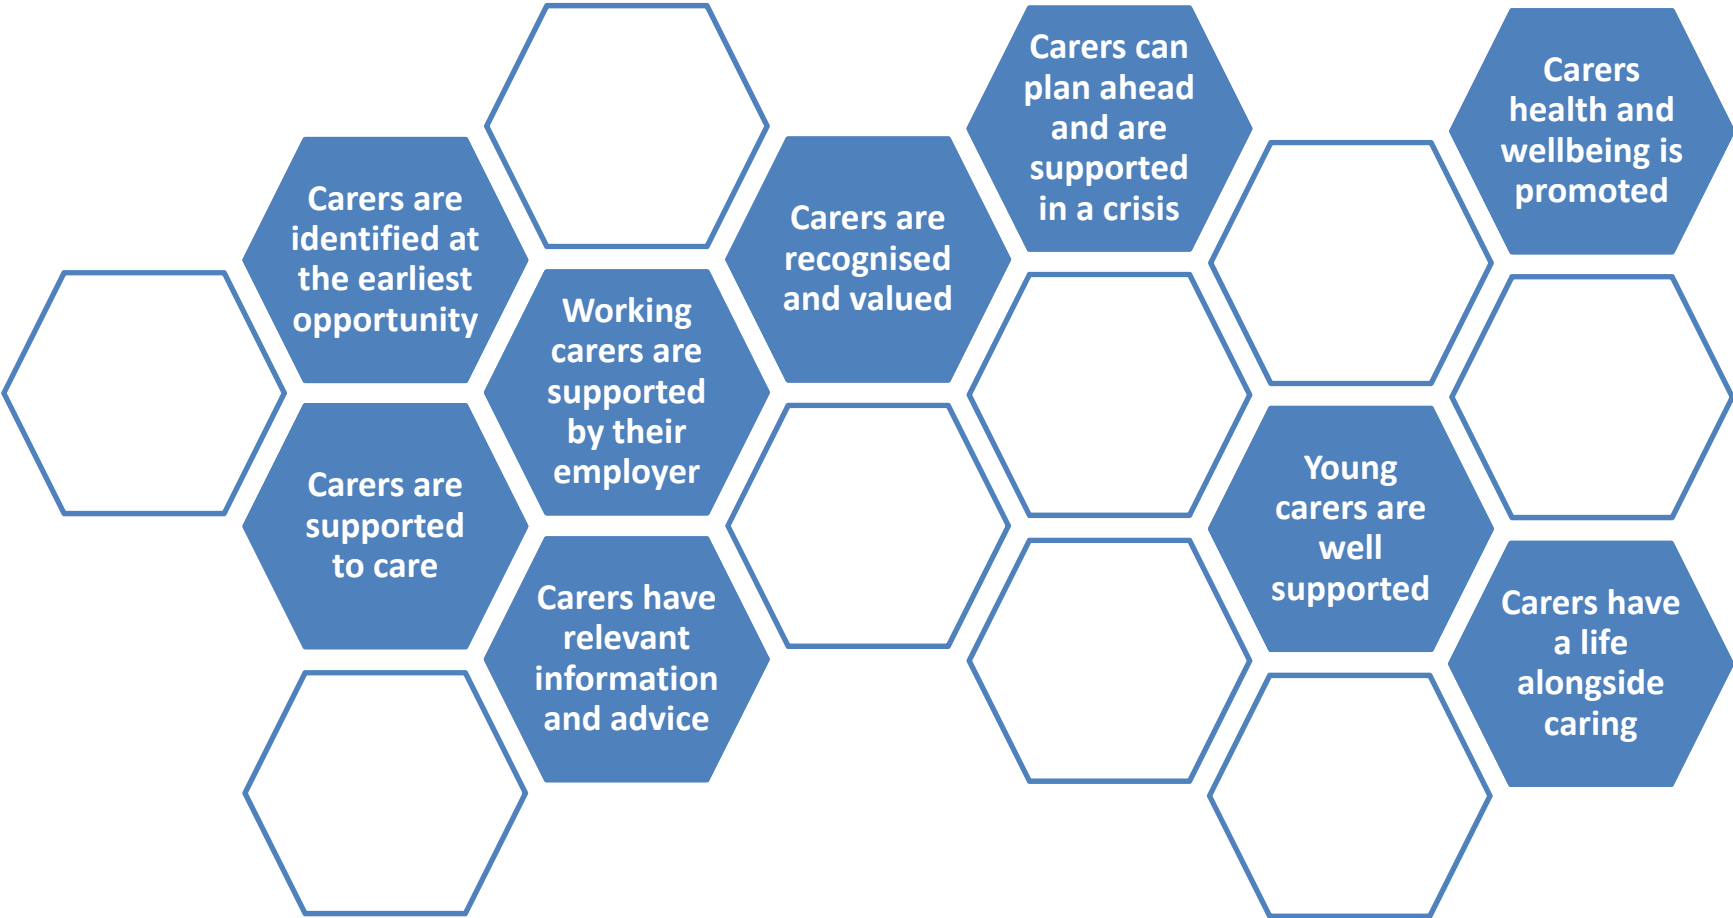 Carers are
identified at
the earliest
opportunity
Carers are
supported
to care
Working
carers are
supported
by their
employer
Carers have
relevant
information
and advice
Carers are
recognised
and valued
Carers can
plan ahead
and are
supported
in a crisis
Young
carers are
well
supported
Carers
health and
wellbeing is
promoted
Carers have
a life
alongside
caring